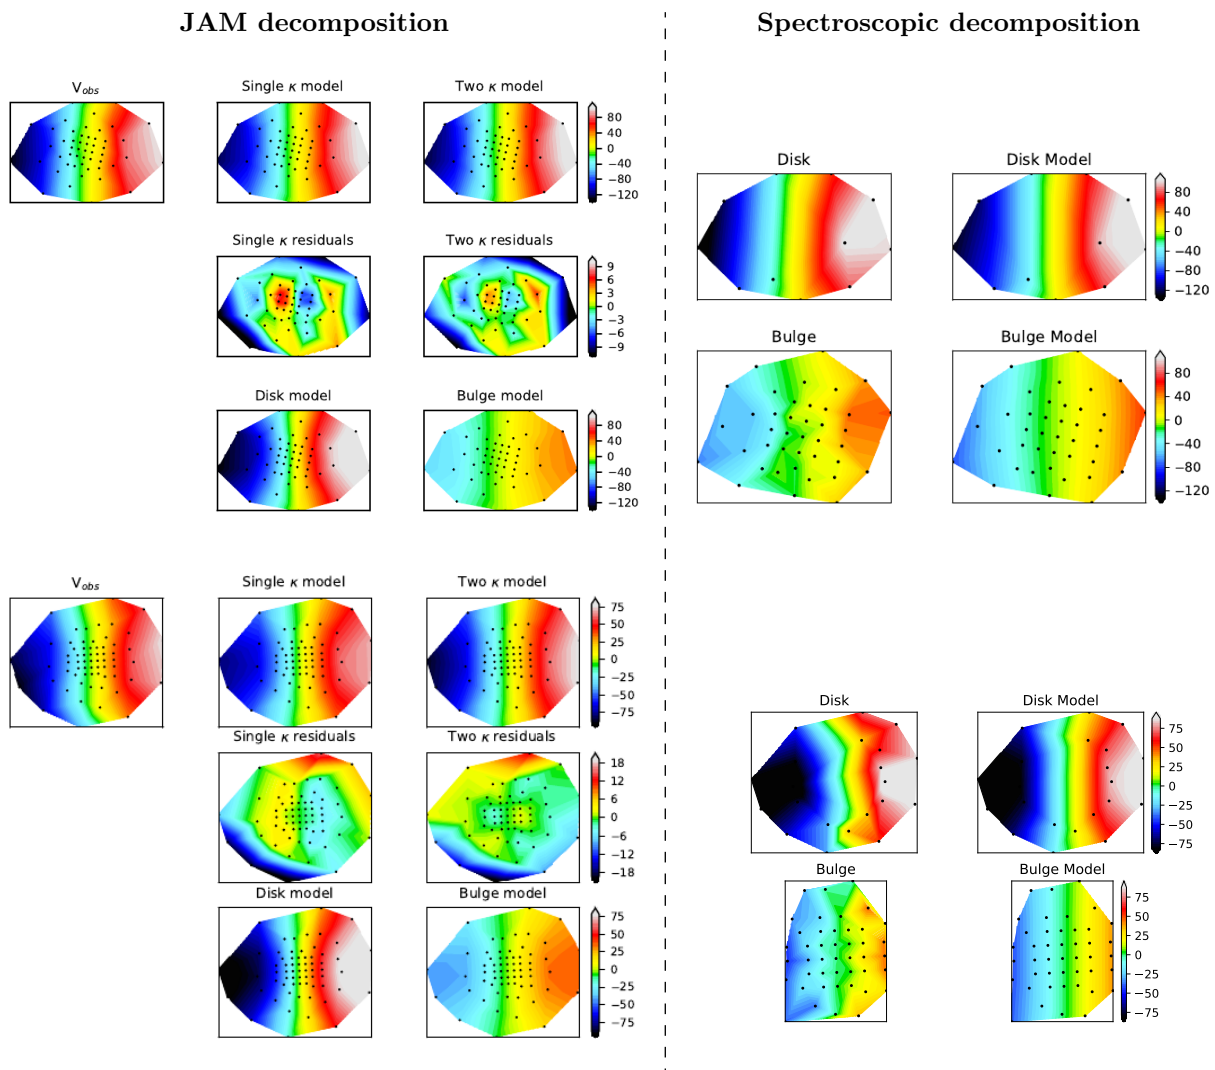 JAM decomposition
Spectroscopic decomposition
V_obs
Single κ model
Two κ model
80
40
0
−40
−80
−120
Single κ residuals
Two κ residuals
9
6
3
0
−3
−6
−9
Disk model
Bulge model
80
40
0
−40
−80
−120
Disk
Disk Model
80
40
0
−40
−80
−120
Bulge
Bulge Model
80
40
0
−40
−80
−120
V_obs
Single κ model
Two κ model
75
50
25
0
−25
−50
−75
Single κ residuals
Two κ residuals
18
12
6
0
−6
−12
−18
Disk model
Bulge model
75
50
25
0
−25
−50
−75
Disk
Disk Model
75
50
25
0
−25
−50
−75
Bulge
Bulge Model
75
50
25
0
−25
−50
−75